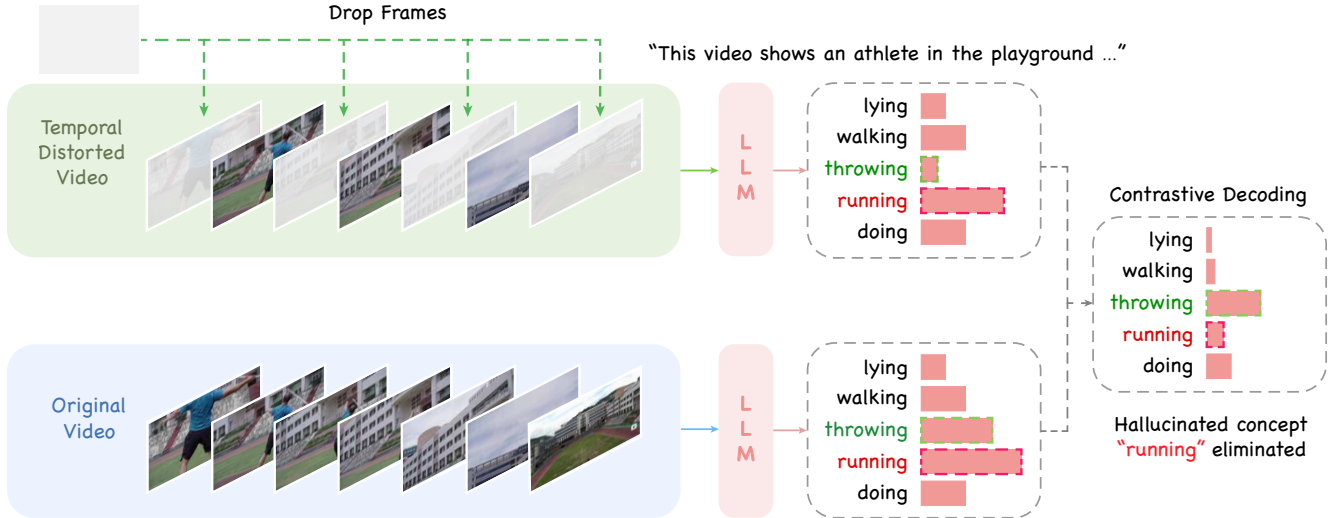 Drop Frames
“This video shows an athlete in the playground ...”
Temporal
Distorted
Video
L
L
M
lying
walking
throwing
running
doing
Contrastive Decoding
lying
walking
throwing
running
doing
Hallucinated concept
“running” eliminated
Original
Video
L
L
M
lying
walking
throwing
running
doing